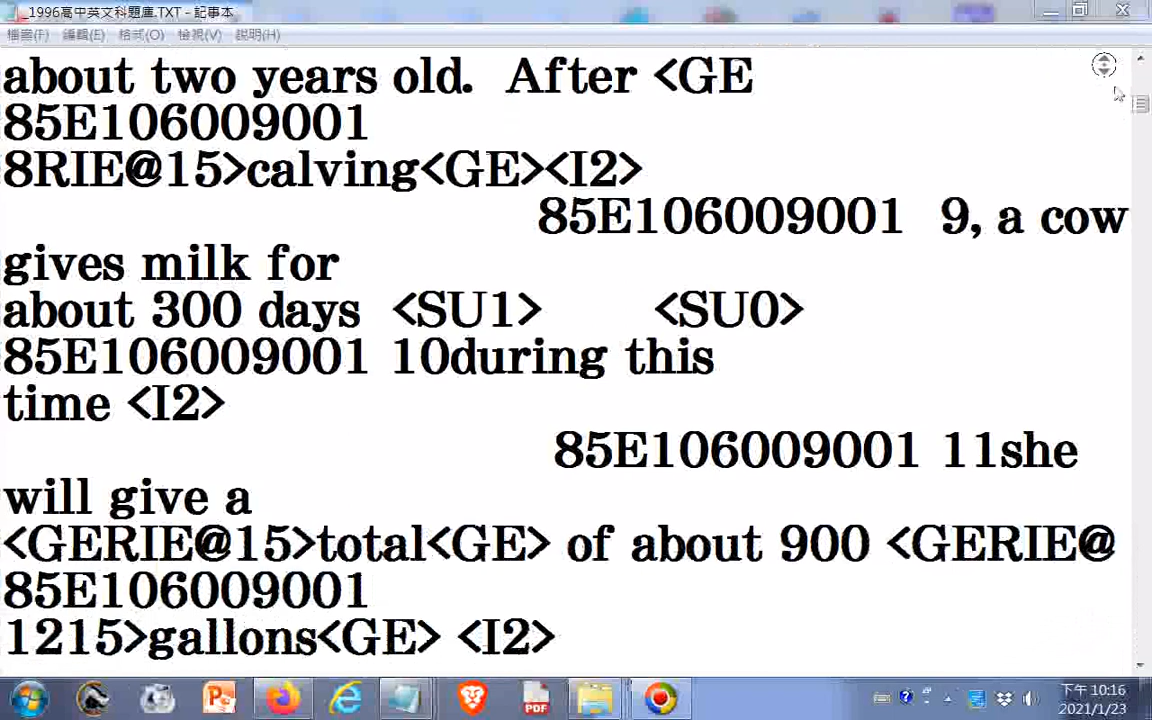 _1996高中英文科題庫.TXT - 記事本
檔案(F) 編輯(E) 格式(O) 檢視(V) 說明(H)
about two years old.  After <GE
85E106009001
8RIE@15>calving<GE><I2>
85E106009001  9, a cow
gives milk for
about 300 days  <SU1>       <SU0>
85E106009001 10during this
time <I2>
85E106009001 11she
will give a
<GERIE@15>total<GE> of about 900 <GERIE@
85E106009001
1215>gallons<GE> <I2>
PDF
下午 10:16
2021/1/23